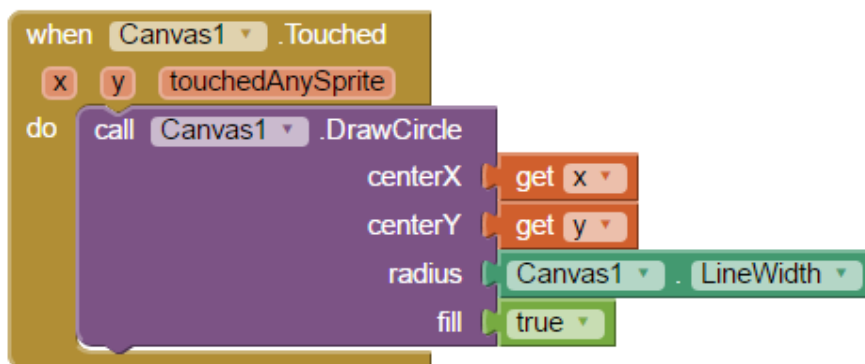 when Canvas1 .Touched
x y touchedAnySprite
do call Canvas1 .DrawCircle
centerX get x
centerY get y
radius Canvas1 . LineWidth
fill true